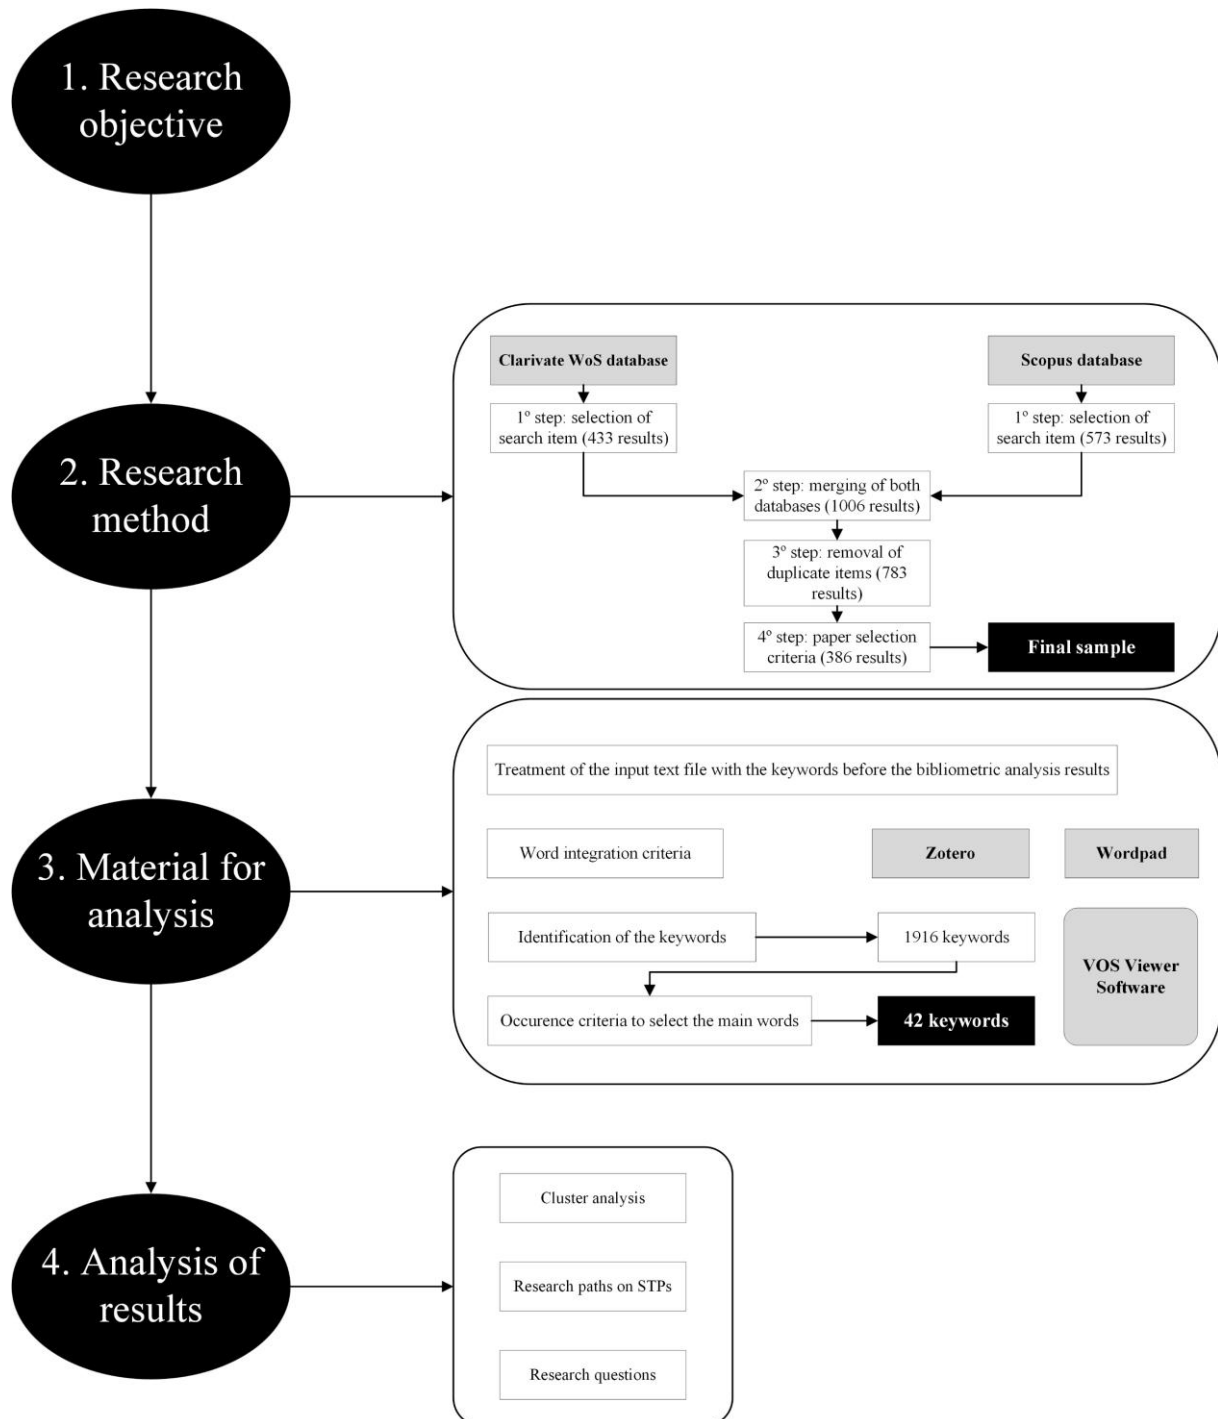 1. Research
objective
2. Research
method
Clarivate WoS database
Scopus database
1º step: selection of
search item (433 results)
1º step: selection of
search item (573 results)
2º step: merging of both
databases (1006 results)
3º step: removal of
duplicate items (783
results)
4º step: paper selection
criteria (386 results)
Final sample
3. Material for
analysis
Treatment of the input text file with the keywords before the bibliometric analysis results
Word integration criteria
Zotero
Wordpad
Identification of the keywords
1916 keywords
VOS Viewer
Software
Occurence criteria to select the main words
42 keywords
4. Analysis of
results
Cluster analysis
Research paths on STPs
Research questions